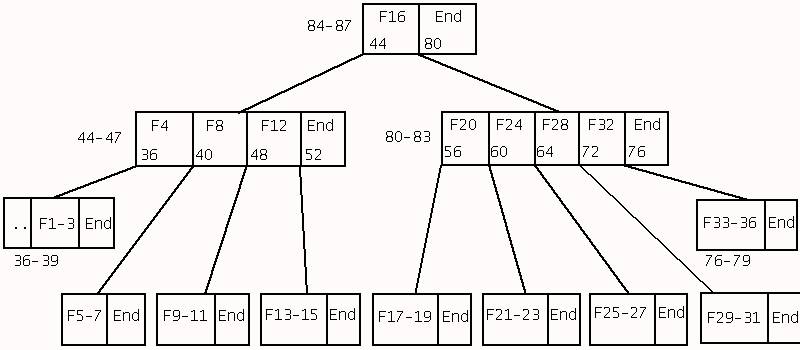 84-87 F16 End
44 80
44-47 F4 F8 F12 End
36 40 48 52
80-83 F20 F24 F28 F32 End
56 60 64 72 76
.. F1-3 End
36-39
F33-36 End
76-79
F5-7 End
F9-11 End
F13-15 End
F17-19 End
F21-23 End
F25-27 End
F29-31 End